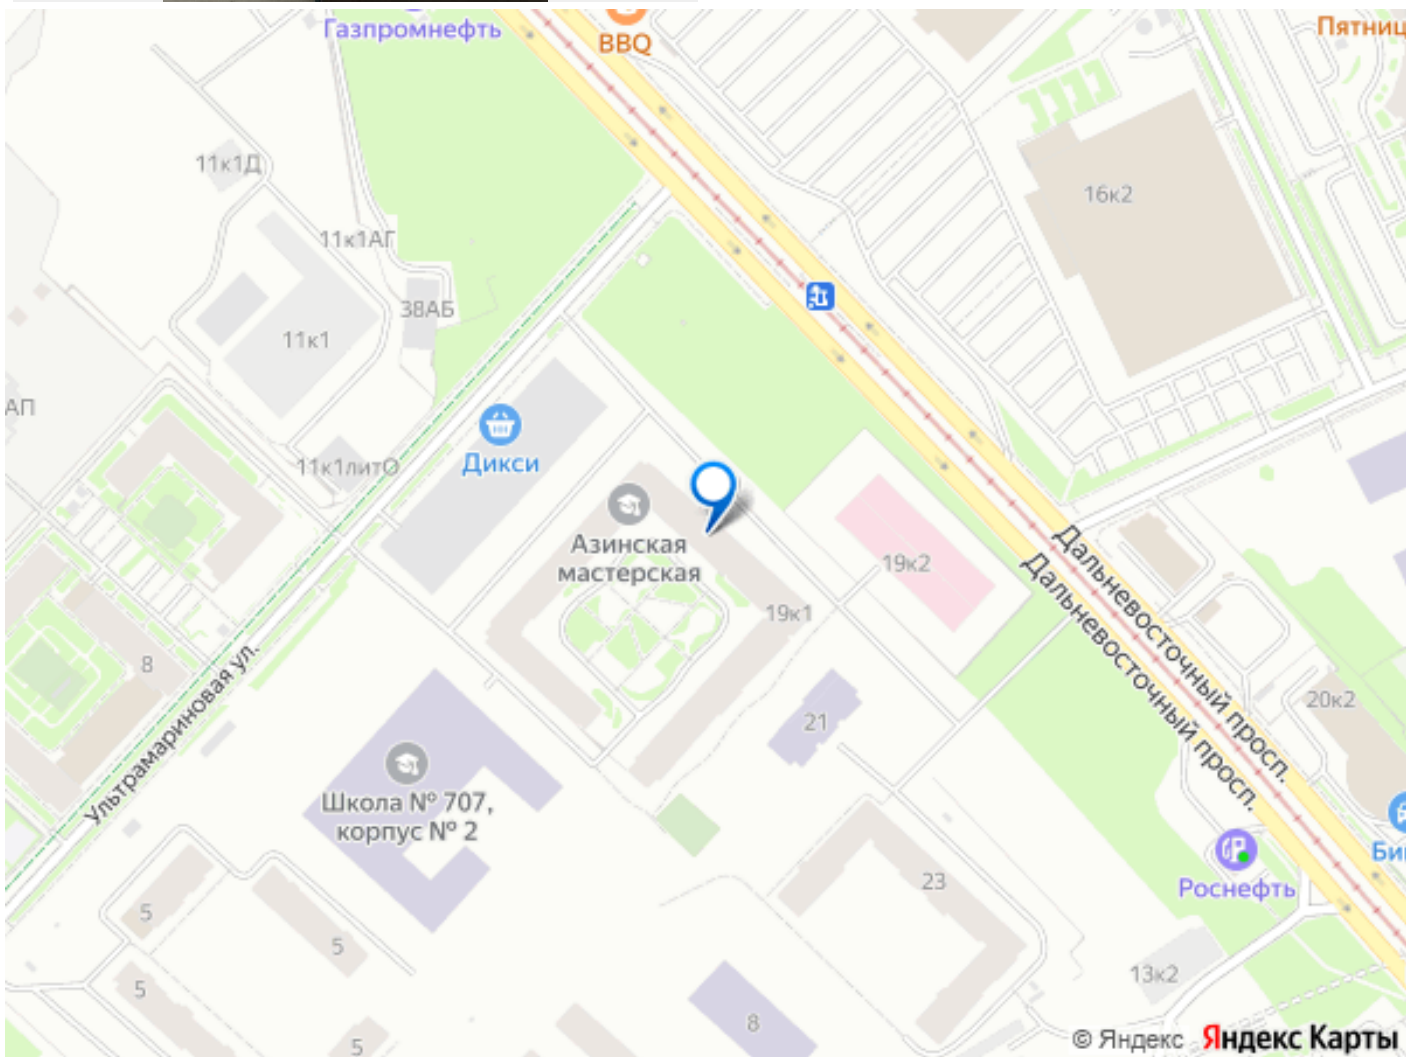 Газпромнефть
BBQ
11к1Д
16к2
11к1АГ
38АБ
11к1
АП
Дикси
11к1литО
Азинская
мастерская
19к2
19к1
Дальневосточный просп.
Дальневосточный просп.
8
Ультрамариновая ул.
21
20к2
Школа № 707,
корпус № 2
23
Роснефть
5
5
5
13к2
8
5
© Яндекс Яндекс Карты